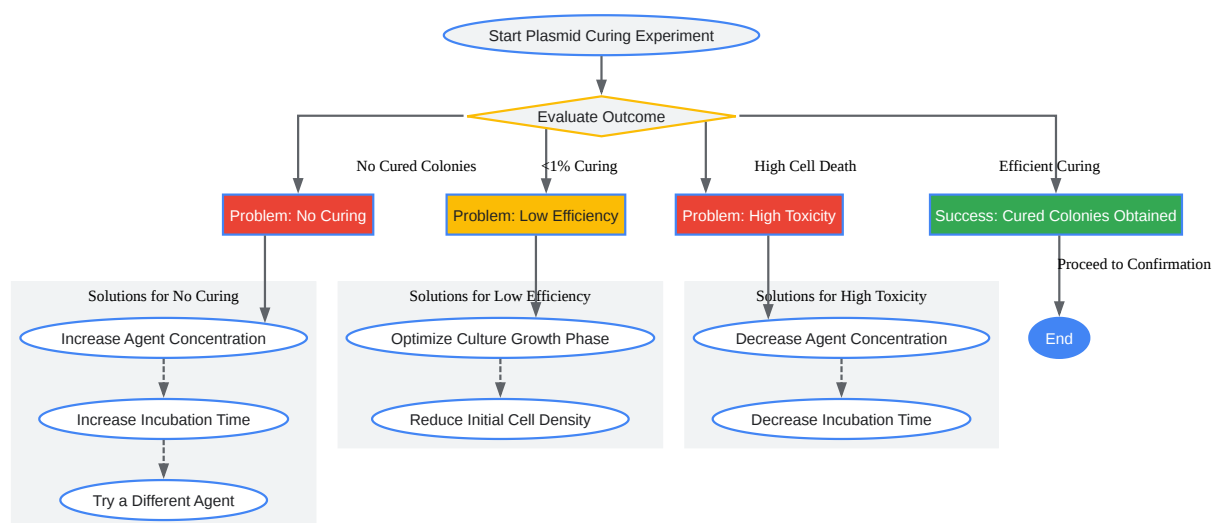 Start Plasmid Curing Experiment
Evaluate Outcome
No Cured Colonies
<1% Curing
High Cell Death
Efficient Curing
Problem: No Curing
Problem: Low Efficiency
Problem: High Toxicity
Success: Cured Colonies Obtained
Proceed to Confirmation
Solutions for No Curing
Solutions for Low Efficiency
Solutions for High Toxicity
Increase Agent Concentration
Optimize Culture Growth Phase
Decrease Agent Concentration
End
Increase Incubation Time
Reduce Initial Cell Density
Decrease Incubation Time
Try a Different Agent